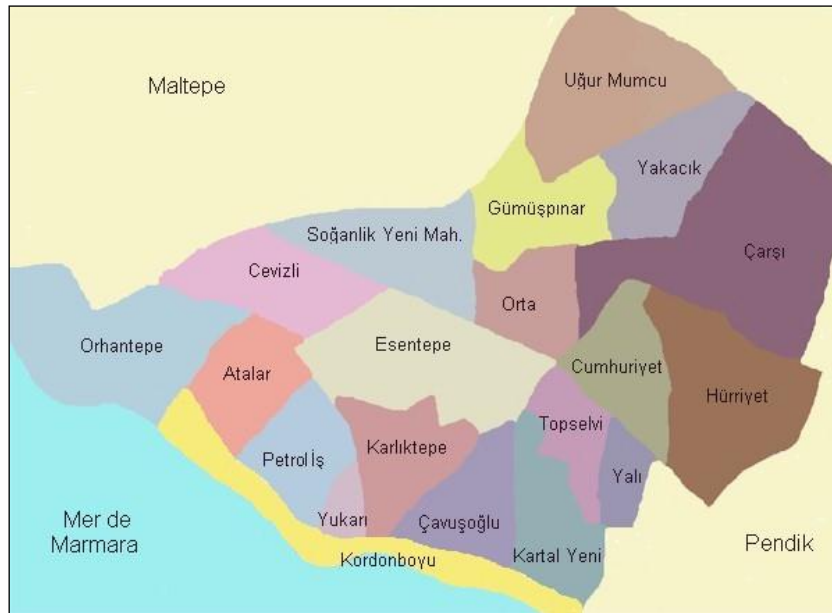 Uğur Mumcu
Maltepe
Yakacık
Gümüşpınar
Soğanlik Yeni Mah.
Çarşı
Cevizli
Orta
Orhantepe
Esentepe
Atalar
Cumhuriyet
Hürriyet
Topselvi
Karlıktepe
Petrol İş
Yalı
Yukarı
Çavuşoğlu
Mer de
Marmara
Kartal Yeni
Pendik
Kordonboyu